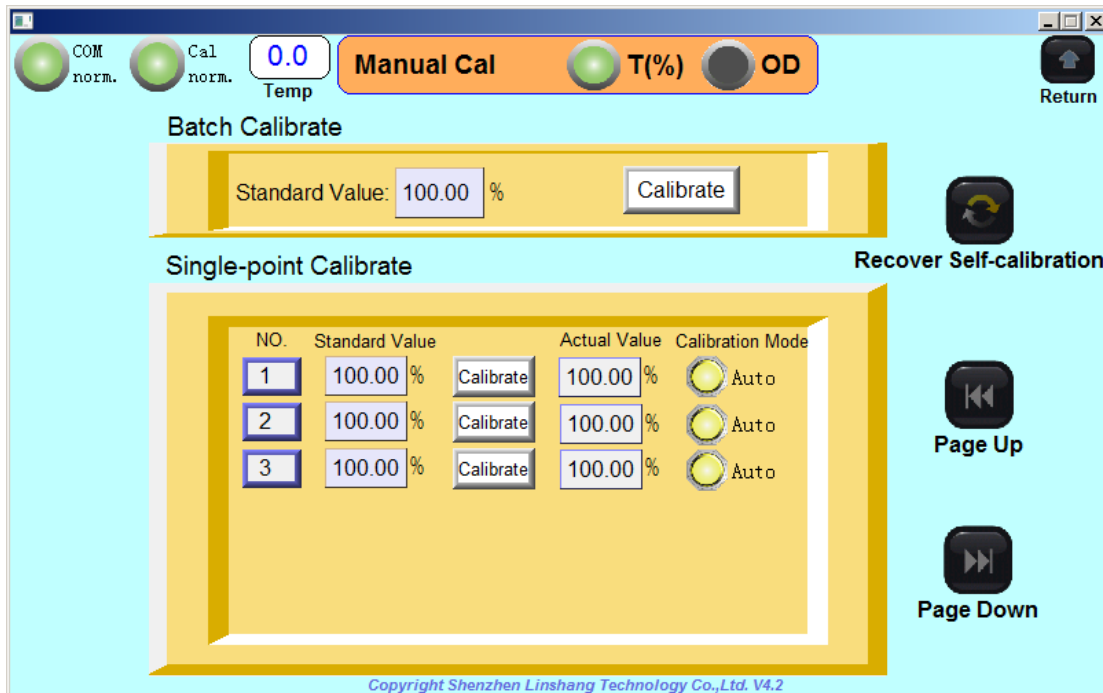 COM norm.
Cal norm.
0.0
Temp
Manual Cal
T(%)
OD
Return
Batch Calibrate
Standard Value: 100.00 %
Calibrate
Recover Self-calibration
Single-point Calibrate
NO. Standard Value Actual Value Calibration Mode
1 100.00 % Calibrate 100.00 % Auto
2 100.00 % Calibrate 100.00 % Auto
3 100.00 % Calibrate 100.00 % Auto
Page Up
Page Down
Copyright Shenzhen Linshang Technology Co.,Ltd. V4.2